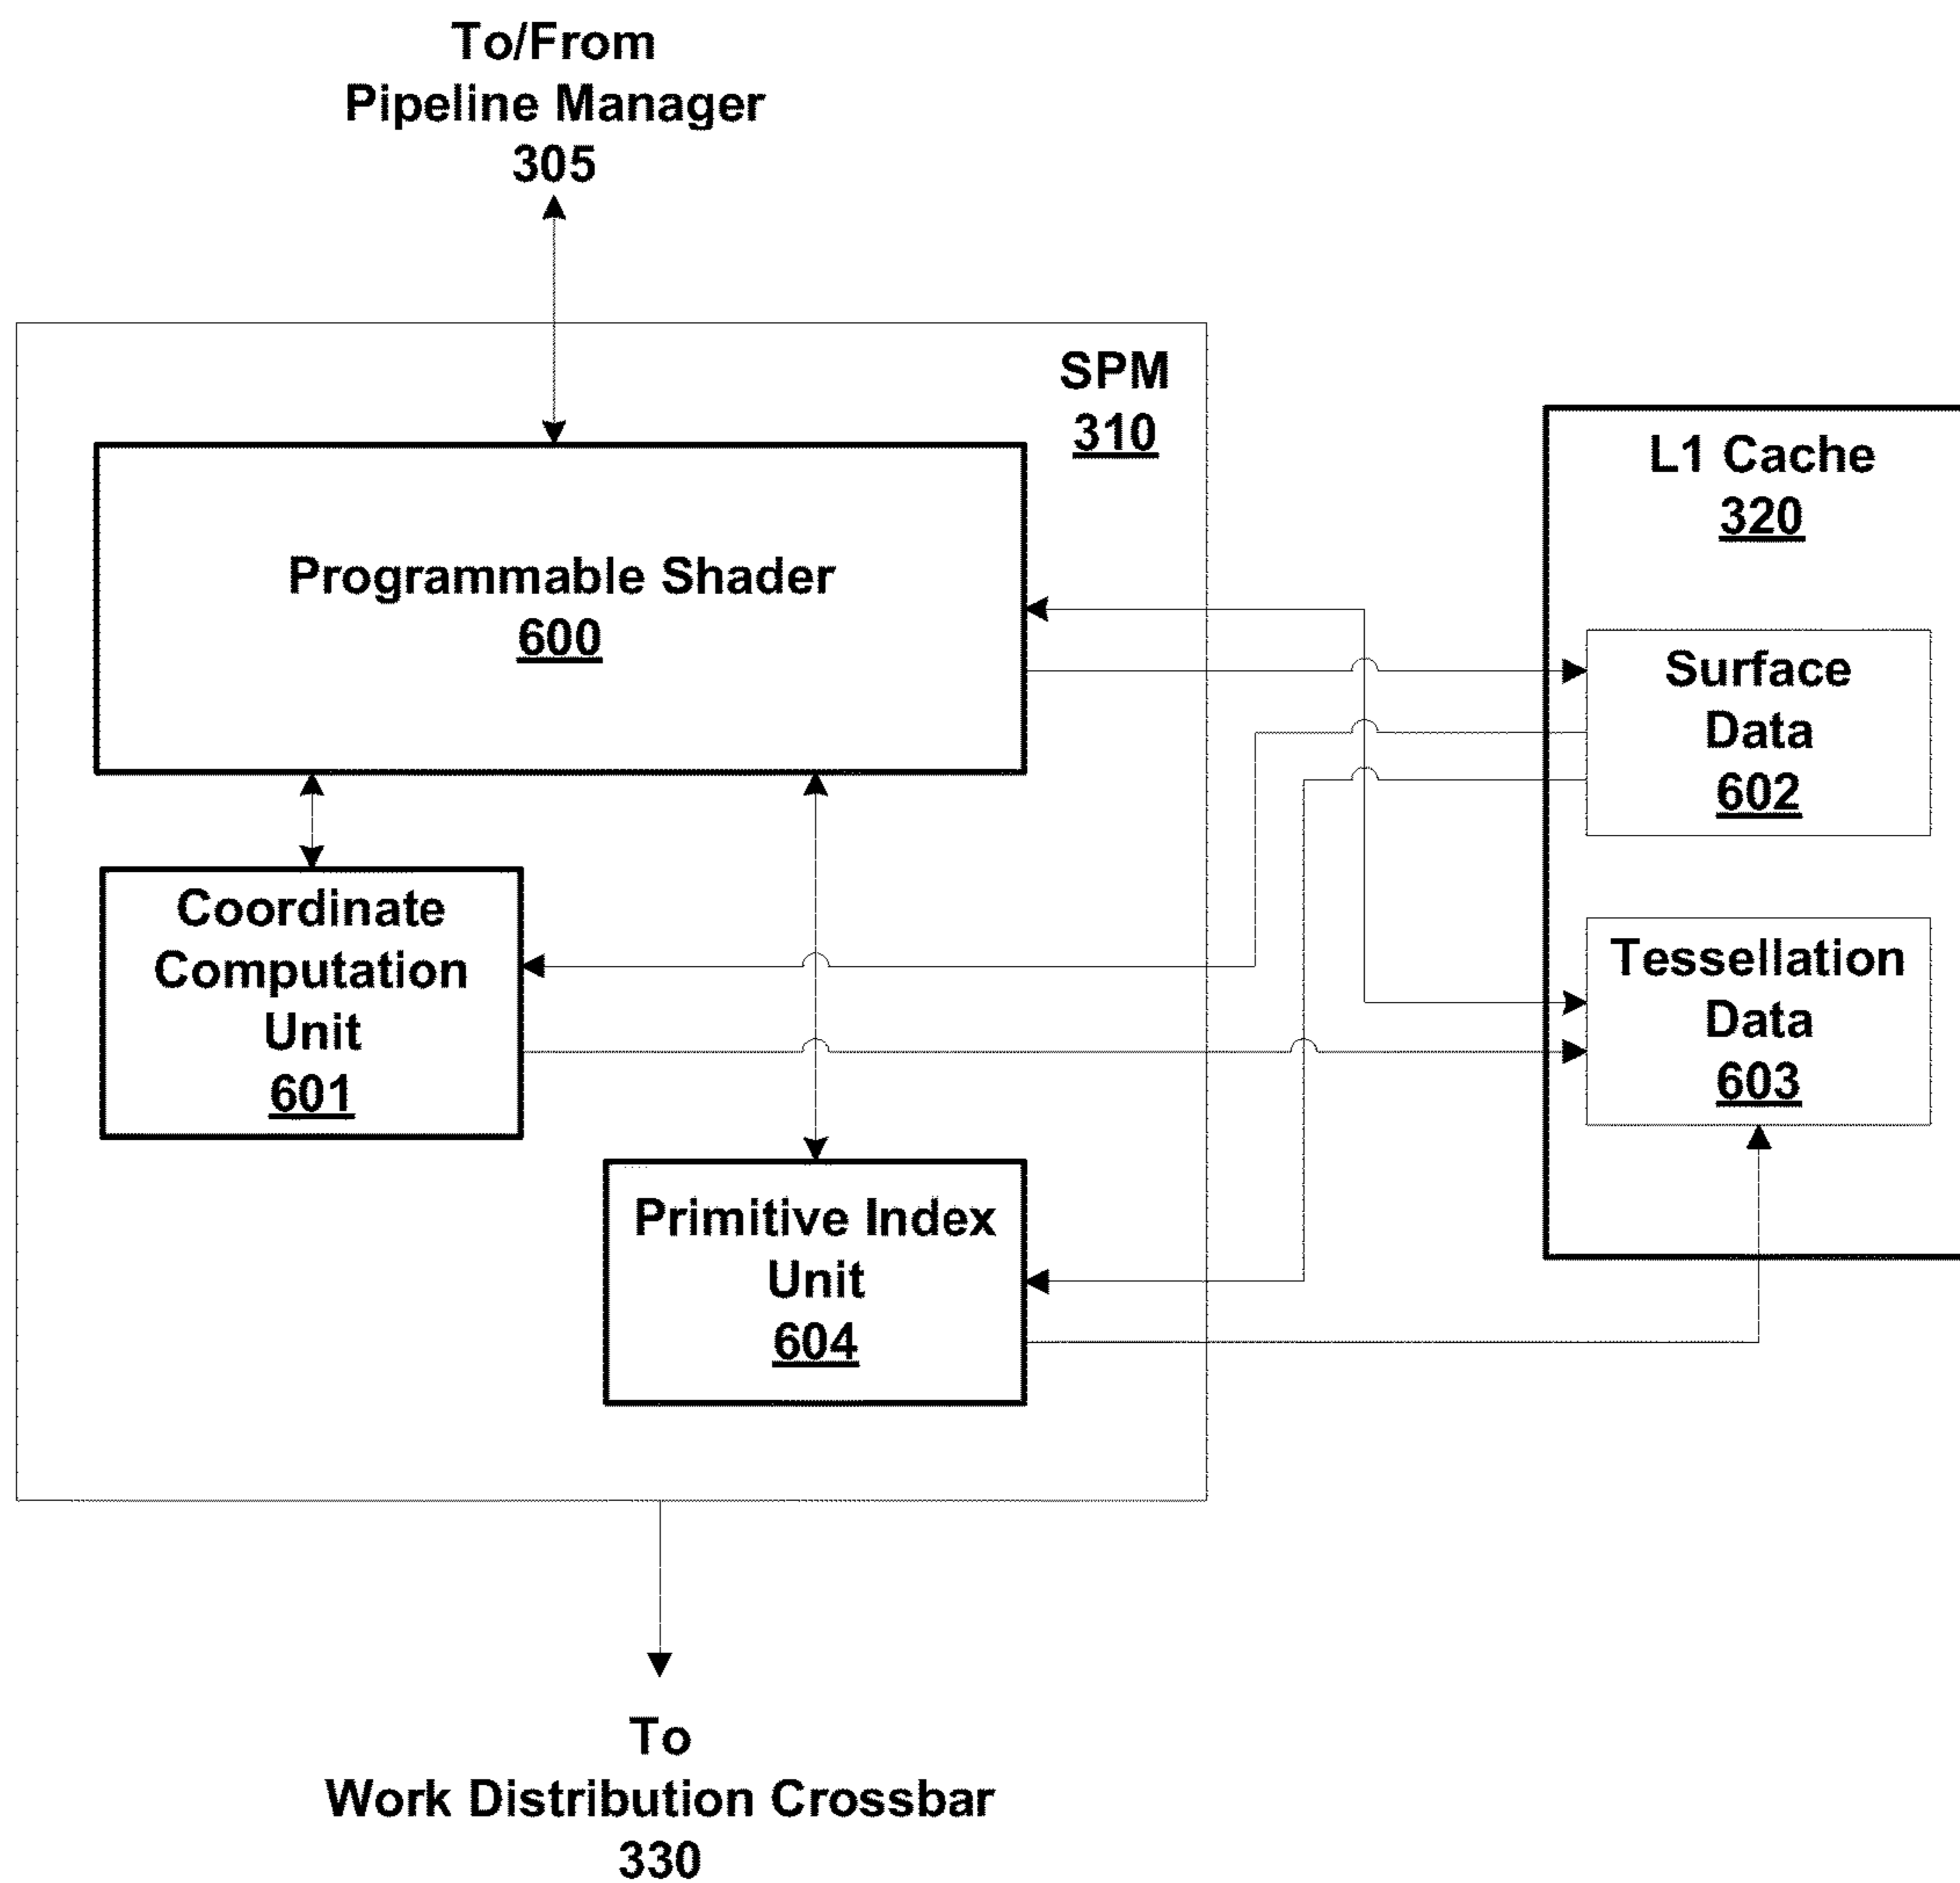 To/From
Pipeline Manager
305
SPM
310
L1 Cache
320
Programmable Shader
600
Surface
Data
602
Coordinate
Computation
Unit
601
Tessellation
Data
603
Primitive Index
Unit
604
To
Work Distribution Crossbar
330